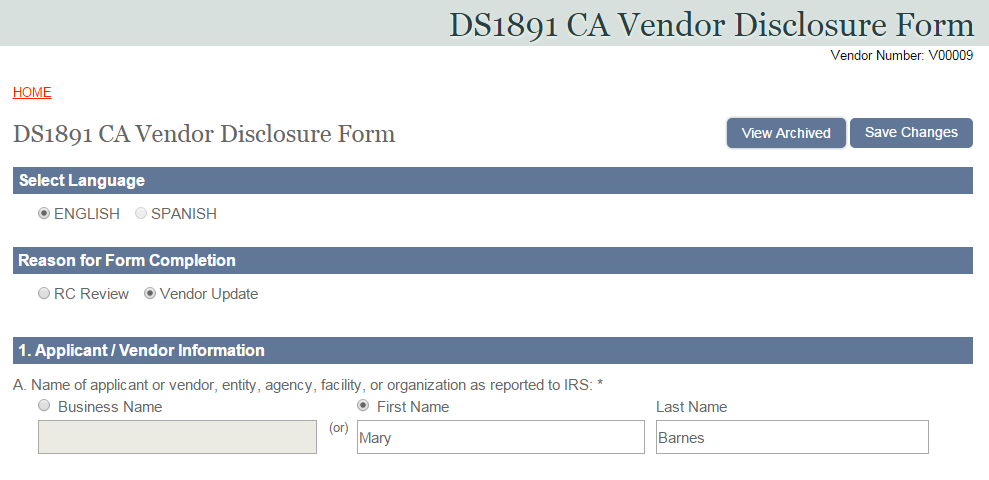 DS1891 CA Vendor Disclosure Form
Vendor Number: V00009
HOME
DS1891 CA Vendor Disclosure Form
View Archived
Save Changes
Select Language
ENGLISH SPANISH
Reason for Form Completion
RC Review Vendor Update
1. Applicant / Vendor Information
A. Name of applicant or vendor, entity, agency, facility, or organization as reported to IRS: *
Business Name First Name Last Name
(or) Mary Barnes